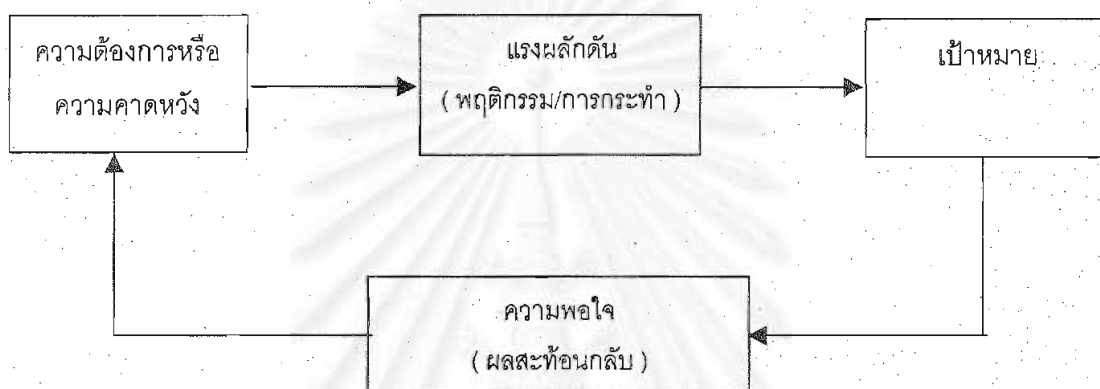 ความต้องการหรือ
ความคาดหวัง
แรงผลักดัน
( พฤติกรรม/การกระทำ )
เป้าหมาย
ความพอใจ
( ผลสะท้อนกลับ )